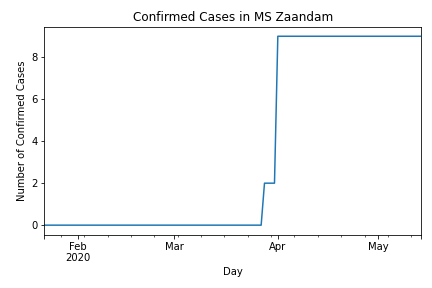 Confirmed Cases in MS Zaandam
Number of Confirmed Cases
8
6
4
2
0
Feb Mar Apr May
2020
Day